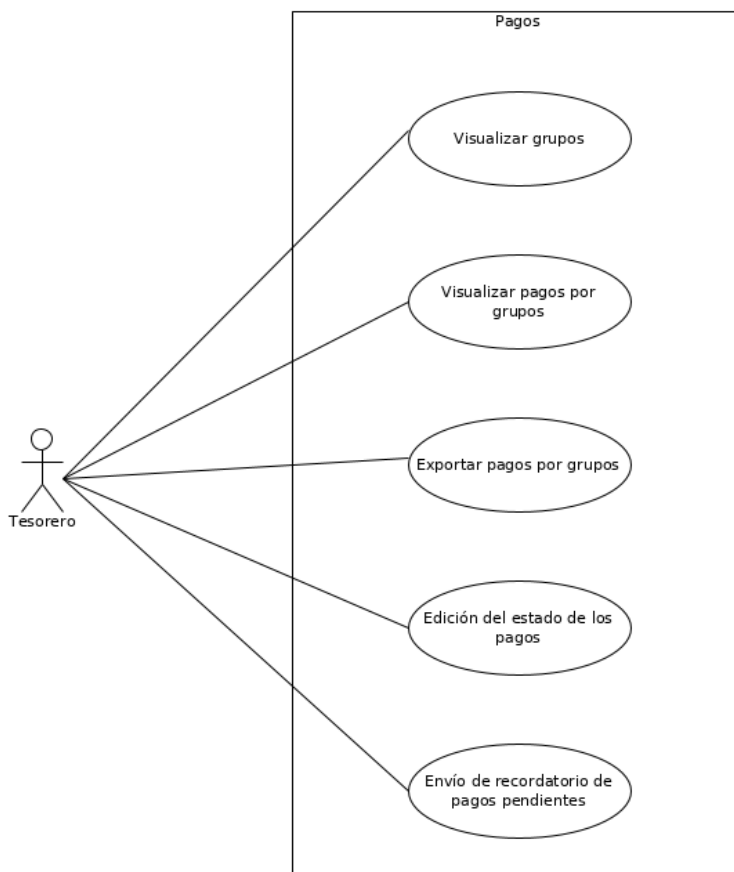 Pagos
Visualizar grupos
Visualizar pagos por
grupos
Exportar pagos por grupos
Tesorero
Edición del estado de los
pagos
Envío de recordatorio de
pagos pendientes